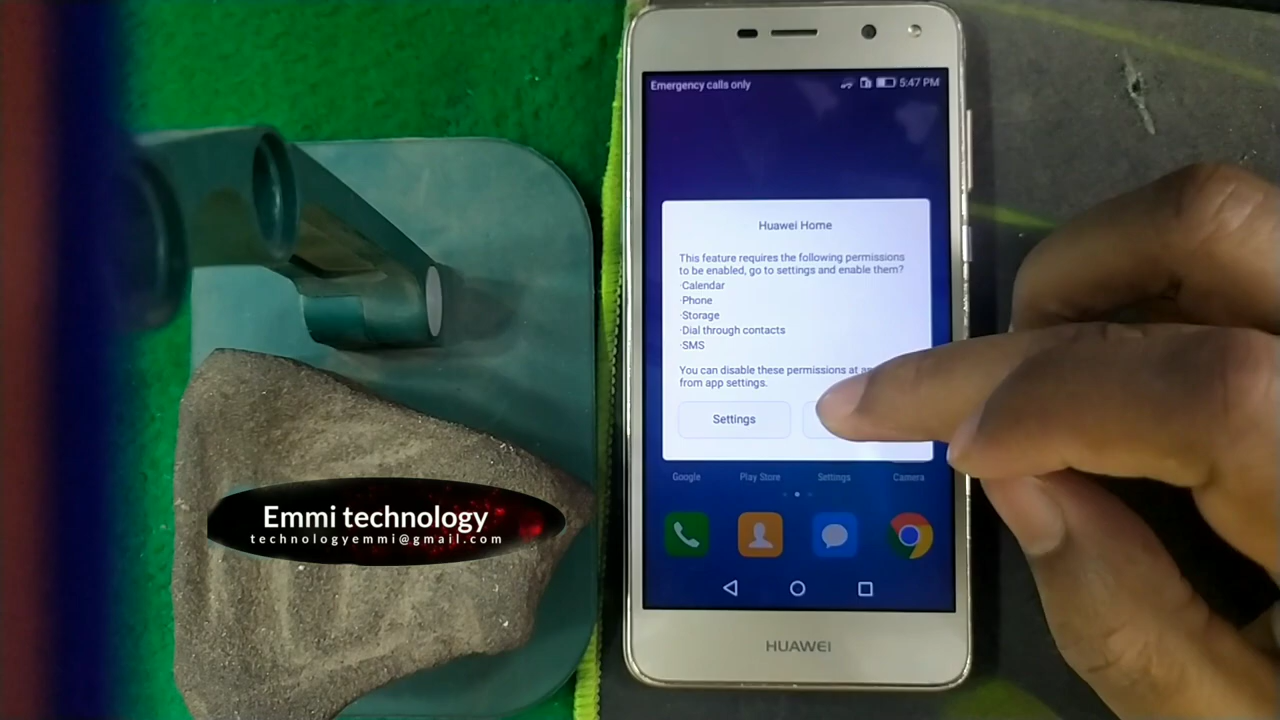 Emergency calls only
5:47 PM
Huawei Home
This feature requires the following permissions
to be enabled, go to settings and enable them?
·Calendar
·Phone
·Storage
·Dial through contacts
·SMS
You can disable these permissions at
from app settings.
Settings
Google Play Store Settings Camera
HUAWEI
Emmi technology
technologyemmi@gmail.com